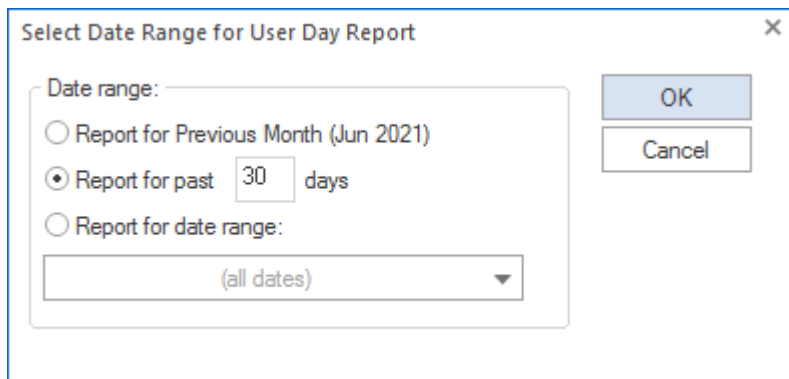 Select Date Range for User Day Report
Date range:
Report for Previous Month (Jun 2021)
Report for past 30 days
Report for date range:
(all dates)
OK
Cancel